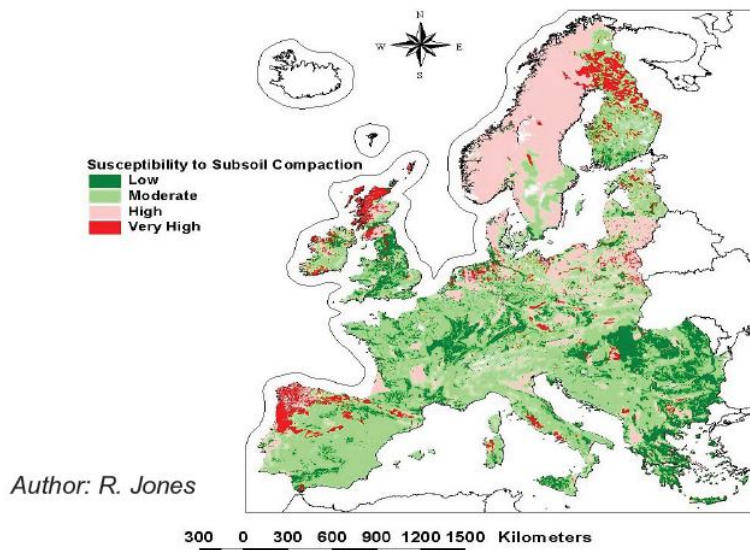 N
W E
S
Susceptibility to Subsoil Compaction
Low
Moderate
High
Very High
Author: R. Jones
300 0 300 600 900 1200 1500 Kilometers